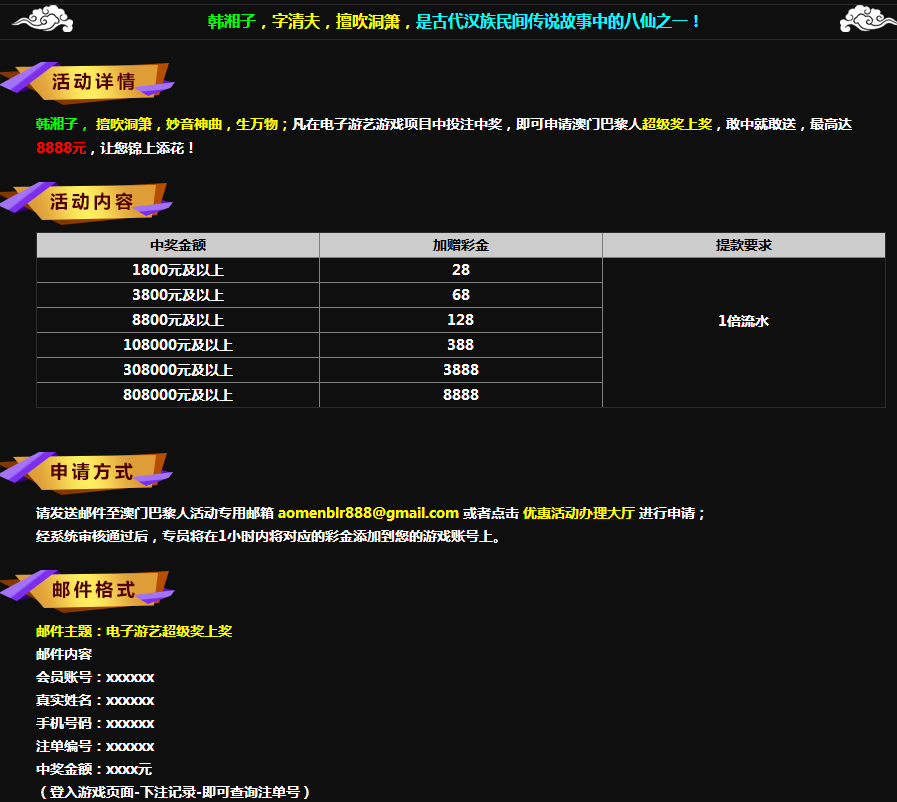 韩湘子，字清夫，擅吹洞箫，是古代汉族民间传说故事中的八仙之一！
活动详情
韩湘子， 擅吹洞箫，妙音神曲，生万物；凡在电子游艺游戏项目中投注中奖，即可申请澳门巴黎人超级奖上奖，敢中就敢送，最高达
8888元，让您锦上添花！
活动内容
中奖金额 加赠彩金 提款要求
1800元及以上 28
3800元及以上 68
8800元及以上 128 1倍流水
108000元及以上 388
308000元及以上 3888
808000元及以上 8888
申请方式
请发送邮件至澳门巴黎人活动专用邮箱 aomenblr888@gmail.com 或者点击 优惠活动办理大厅 进行申请；
经系统审核通过后，专员将在1小时内将对应的彩金添加到您的游戏账号上。
邮件格式
邮件主题：电子游艺超级奖上奖
邮件内容
会员账号：xxxxxx
真实姓名：xxxxxx
手机号码：xxxxxx
注单编号：xxxxxx
中奖金额：xxxx元
（登入游戏页面-下注记录-即可查询注单号）